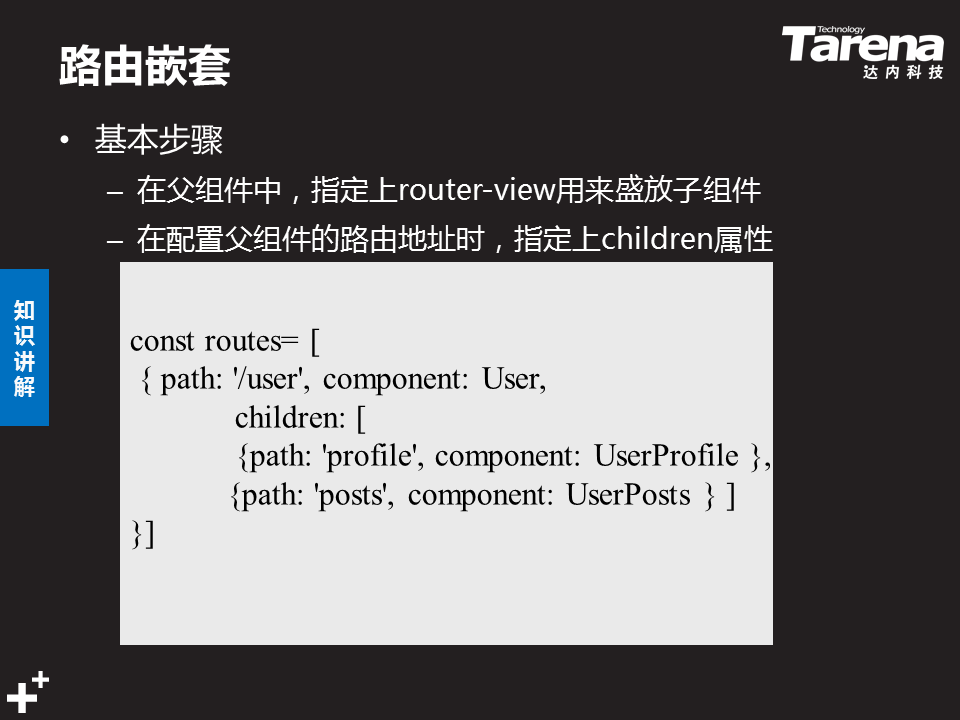 路由嵌套
Technology
Tarena
达内科技
• 基本步骤
– 在父组件中，指定上router-view用来盛放子组件
– 在配置父组件的路由地址时，指定上children属性
知识讲解
const routes= [
{ path: '/user', component: User,
children: [
{path: 'profile', component: UserProfile },
{path: 'posts', component: UserPosts } ]
}]